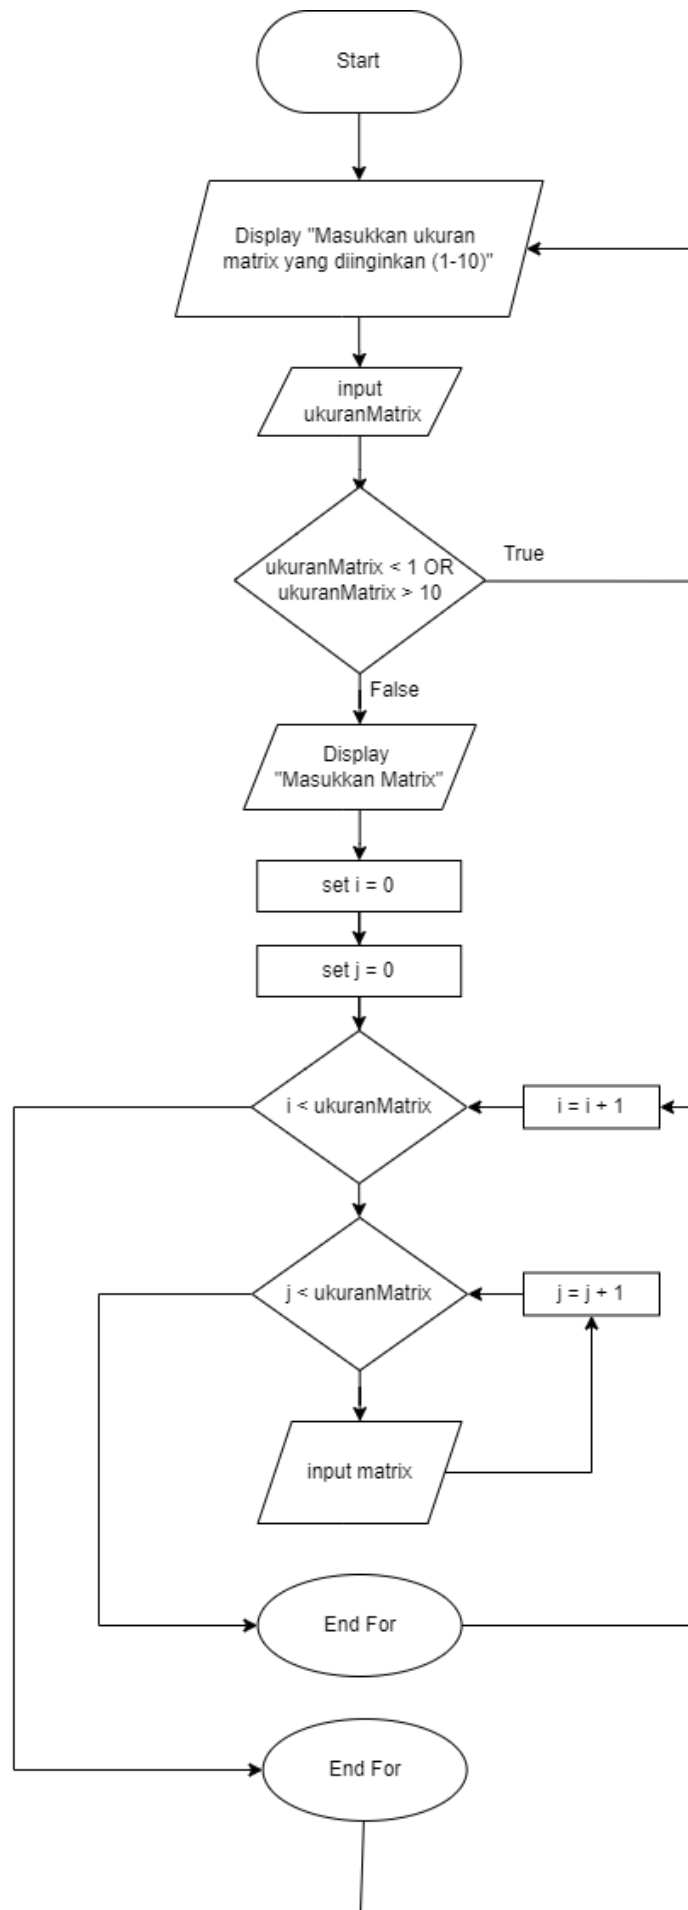 Start
Display "Masukkan ukuran
matrix yang diinginkan (1-10)"
input
ukuranMatrix
ukuranMatrix < 1 OR
ukuranMatrix > 10
True
False
Display
"Masukkan Matrix"
set i = 0
set j = 0
i < ukuranMatrix
i = i + 1
j < ukuranMatrix
j = j + 1
input matrix
End For
End For